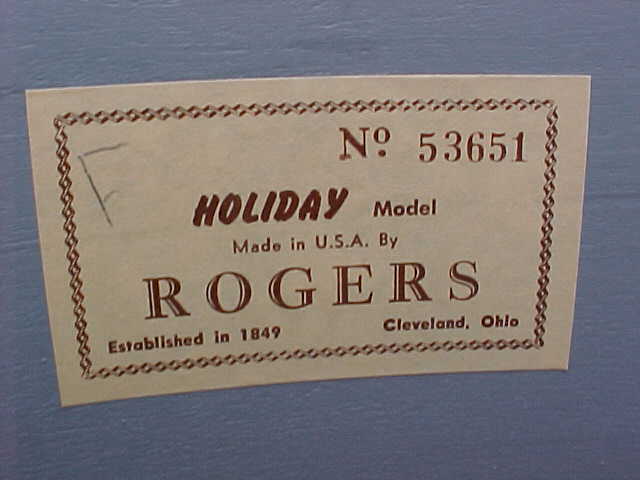 F
Nº 53651
HOLIDAY Model
Made in U.S.A. By
ROGERS
Established in 1849 Cleveland, Ohio